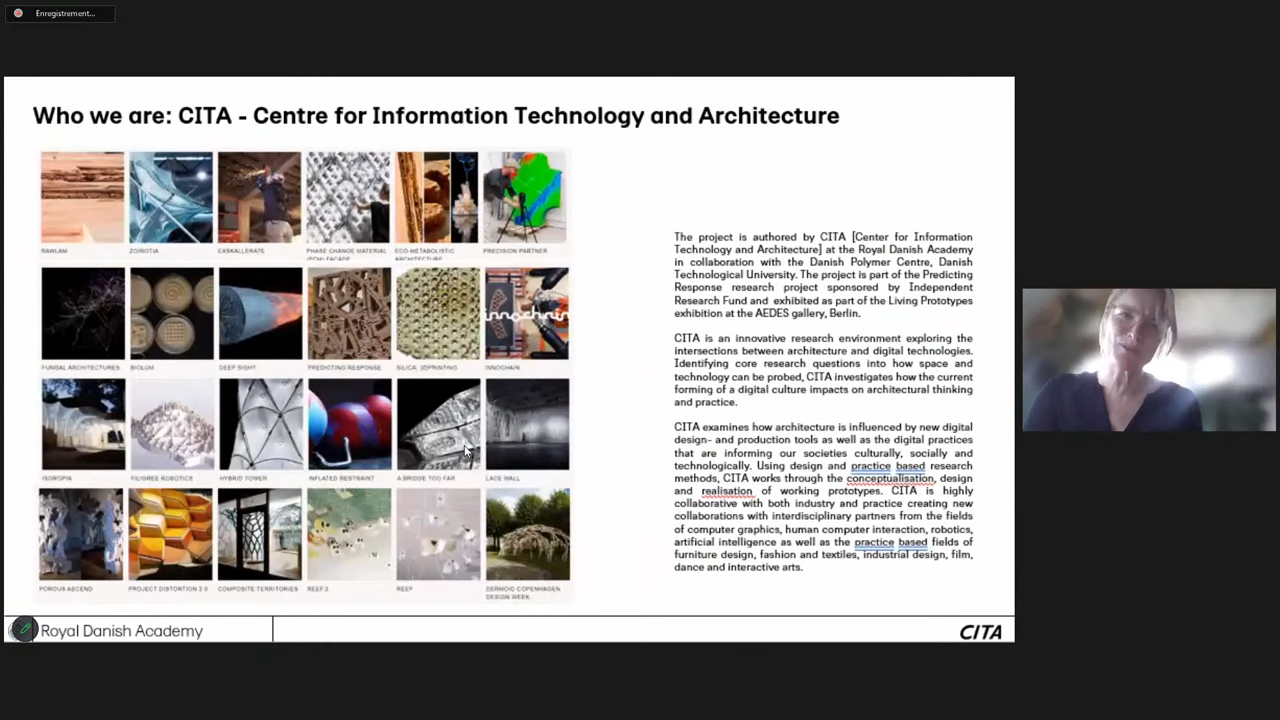 Enregistrement...
Who we are: CITA - Centre for Information Technology and Architecture
RAWLAM
ZOIROTIA
EXSKALLERATE
PHASE CHANGE MATERIAL
(PCM) FAÇADE
ECO-METABOLISTIC
ARCHITECTURE
PRECISION PARTNER
FUNGAL ARCHITECTURES
BIOLUM
DEEP SIGHT
PREDICTING RESPONSE
SILICA: 3DPRINTING
INNOCHAIN
innochain
ISOROPIA
FILIGREE ROBOTICS
HYBRID TOWER
INFLATED RESTRAINT
A BRIDGE TOO FAR
LACE WALL
POROUS ASCEND
PROJECT DISTORTION 2.0
COMPOSITE TERRITORIES
REEF 2
REEF
DERMOID COPENHAGEN
DESIGN WEEK
The project is authored by CITA [Center for Information
Technology and Architecture] at the Royal Danish Academy
in collaboration with the Danish Polymer Centre, Danish
Technological University. The project is part of the Predicting
Response research project sponsored by Independent
Research Fund and exhibited as part of the Living Prototypes
exhibition at the AEDES gallery, Berlin.
CITA is an innovative research environment exploring the
intersections between architecture and digital technologies.
Identifying core research questions into how space and
technology can be probed, CITA investigates how the current
forming of a digital culture impacts on architectural thinking
and practice.
CITA examines how architecture is influenced by new digital
design- and production tools as well as the digital practices
that are informing our societies culturally, socially and
technologically. Using design and practice based research
methods, CITA works through the conceptualisation, design
and realisation of working prototypes. CITA is highly
collaborative with both industry and practice creating new
collaborations with interdisciplinary partners from the fields
of computer graphics, human computer interaction, robotics,
artificial intelligence as well as the practice based fields of
furniture design, fashion and textiles, industrial design, film,
dance and interactive arts.
Royal Danish Academy
CITA